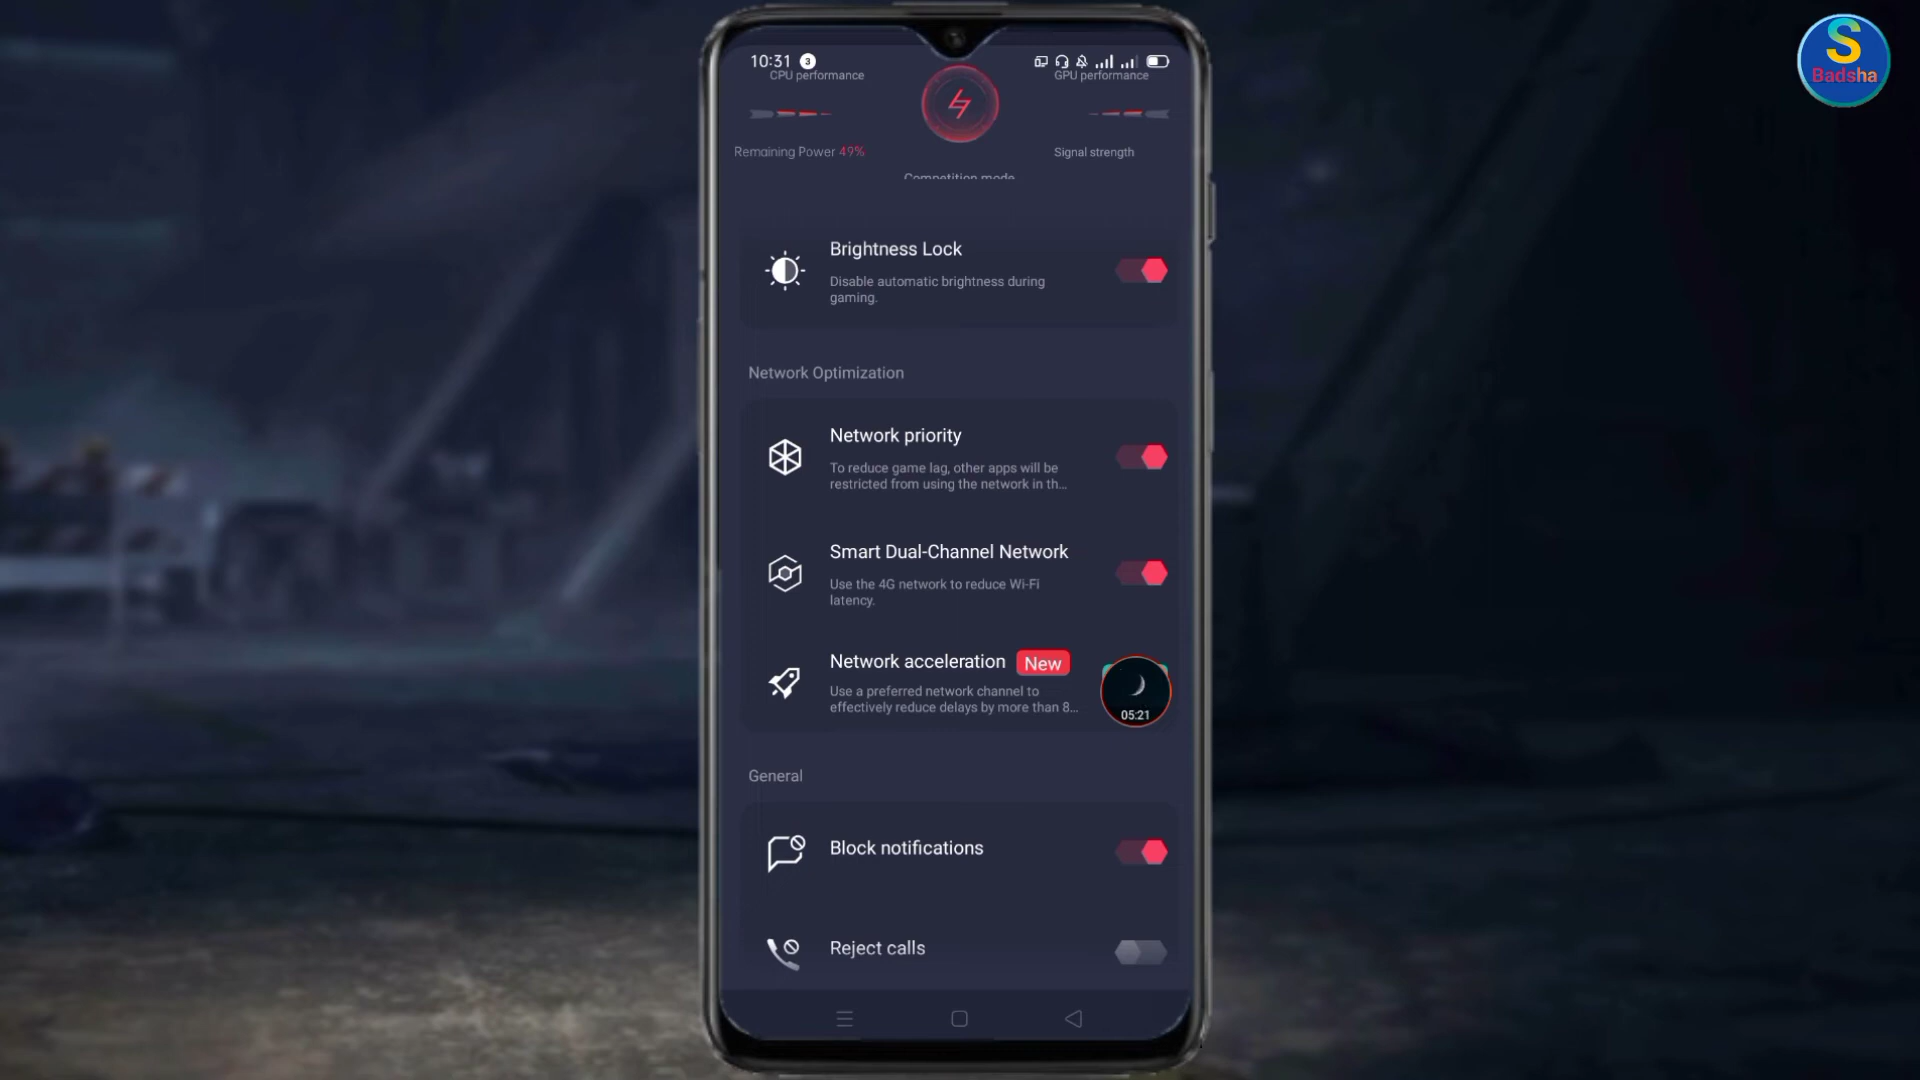 S
Badsha
10:31 3
CPU performance
GPU performance
Remaining Power 49%
Signal strength
Competition mode
Brightness Lock
Disable automatic brightness during
gaming.
Network Optimization
Network priority
To reduce game lag, other apps will be
restricted from using the network in th...
Smart Dual-Channel Network
Use the 4G network to reduce Wi-Fi
latency.
Network acceleration New
Use a preferred network channel to
effectively reduce delays by more than 8...
05:21
General
Block notifications
Reject calls